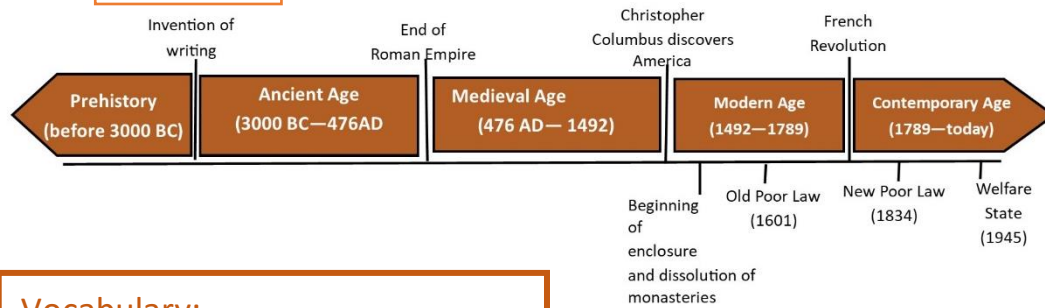 Invention of
writing
End of
Roman Empire
Christopher
Columbus discovers
America
French
Revolution
Prehistory
(before 3000 BC)
Ancient Age
(3000 BC—476AD
Medieval Age
(476 AD— 1492)
Modern Age
(1492—1789)
Contemporary Age
(1789—today)
Beginning
of
enclosure
and dissolution of
monasteries
Old Poor Law
(1601)
New Poor Law
(1834)
Welfare
State
(1945)
Vocabulary: